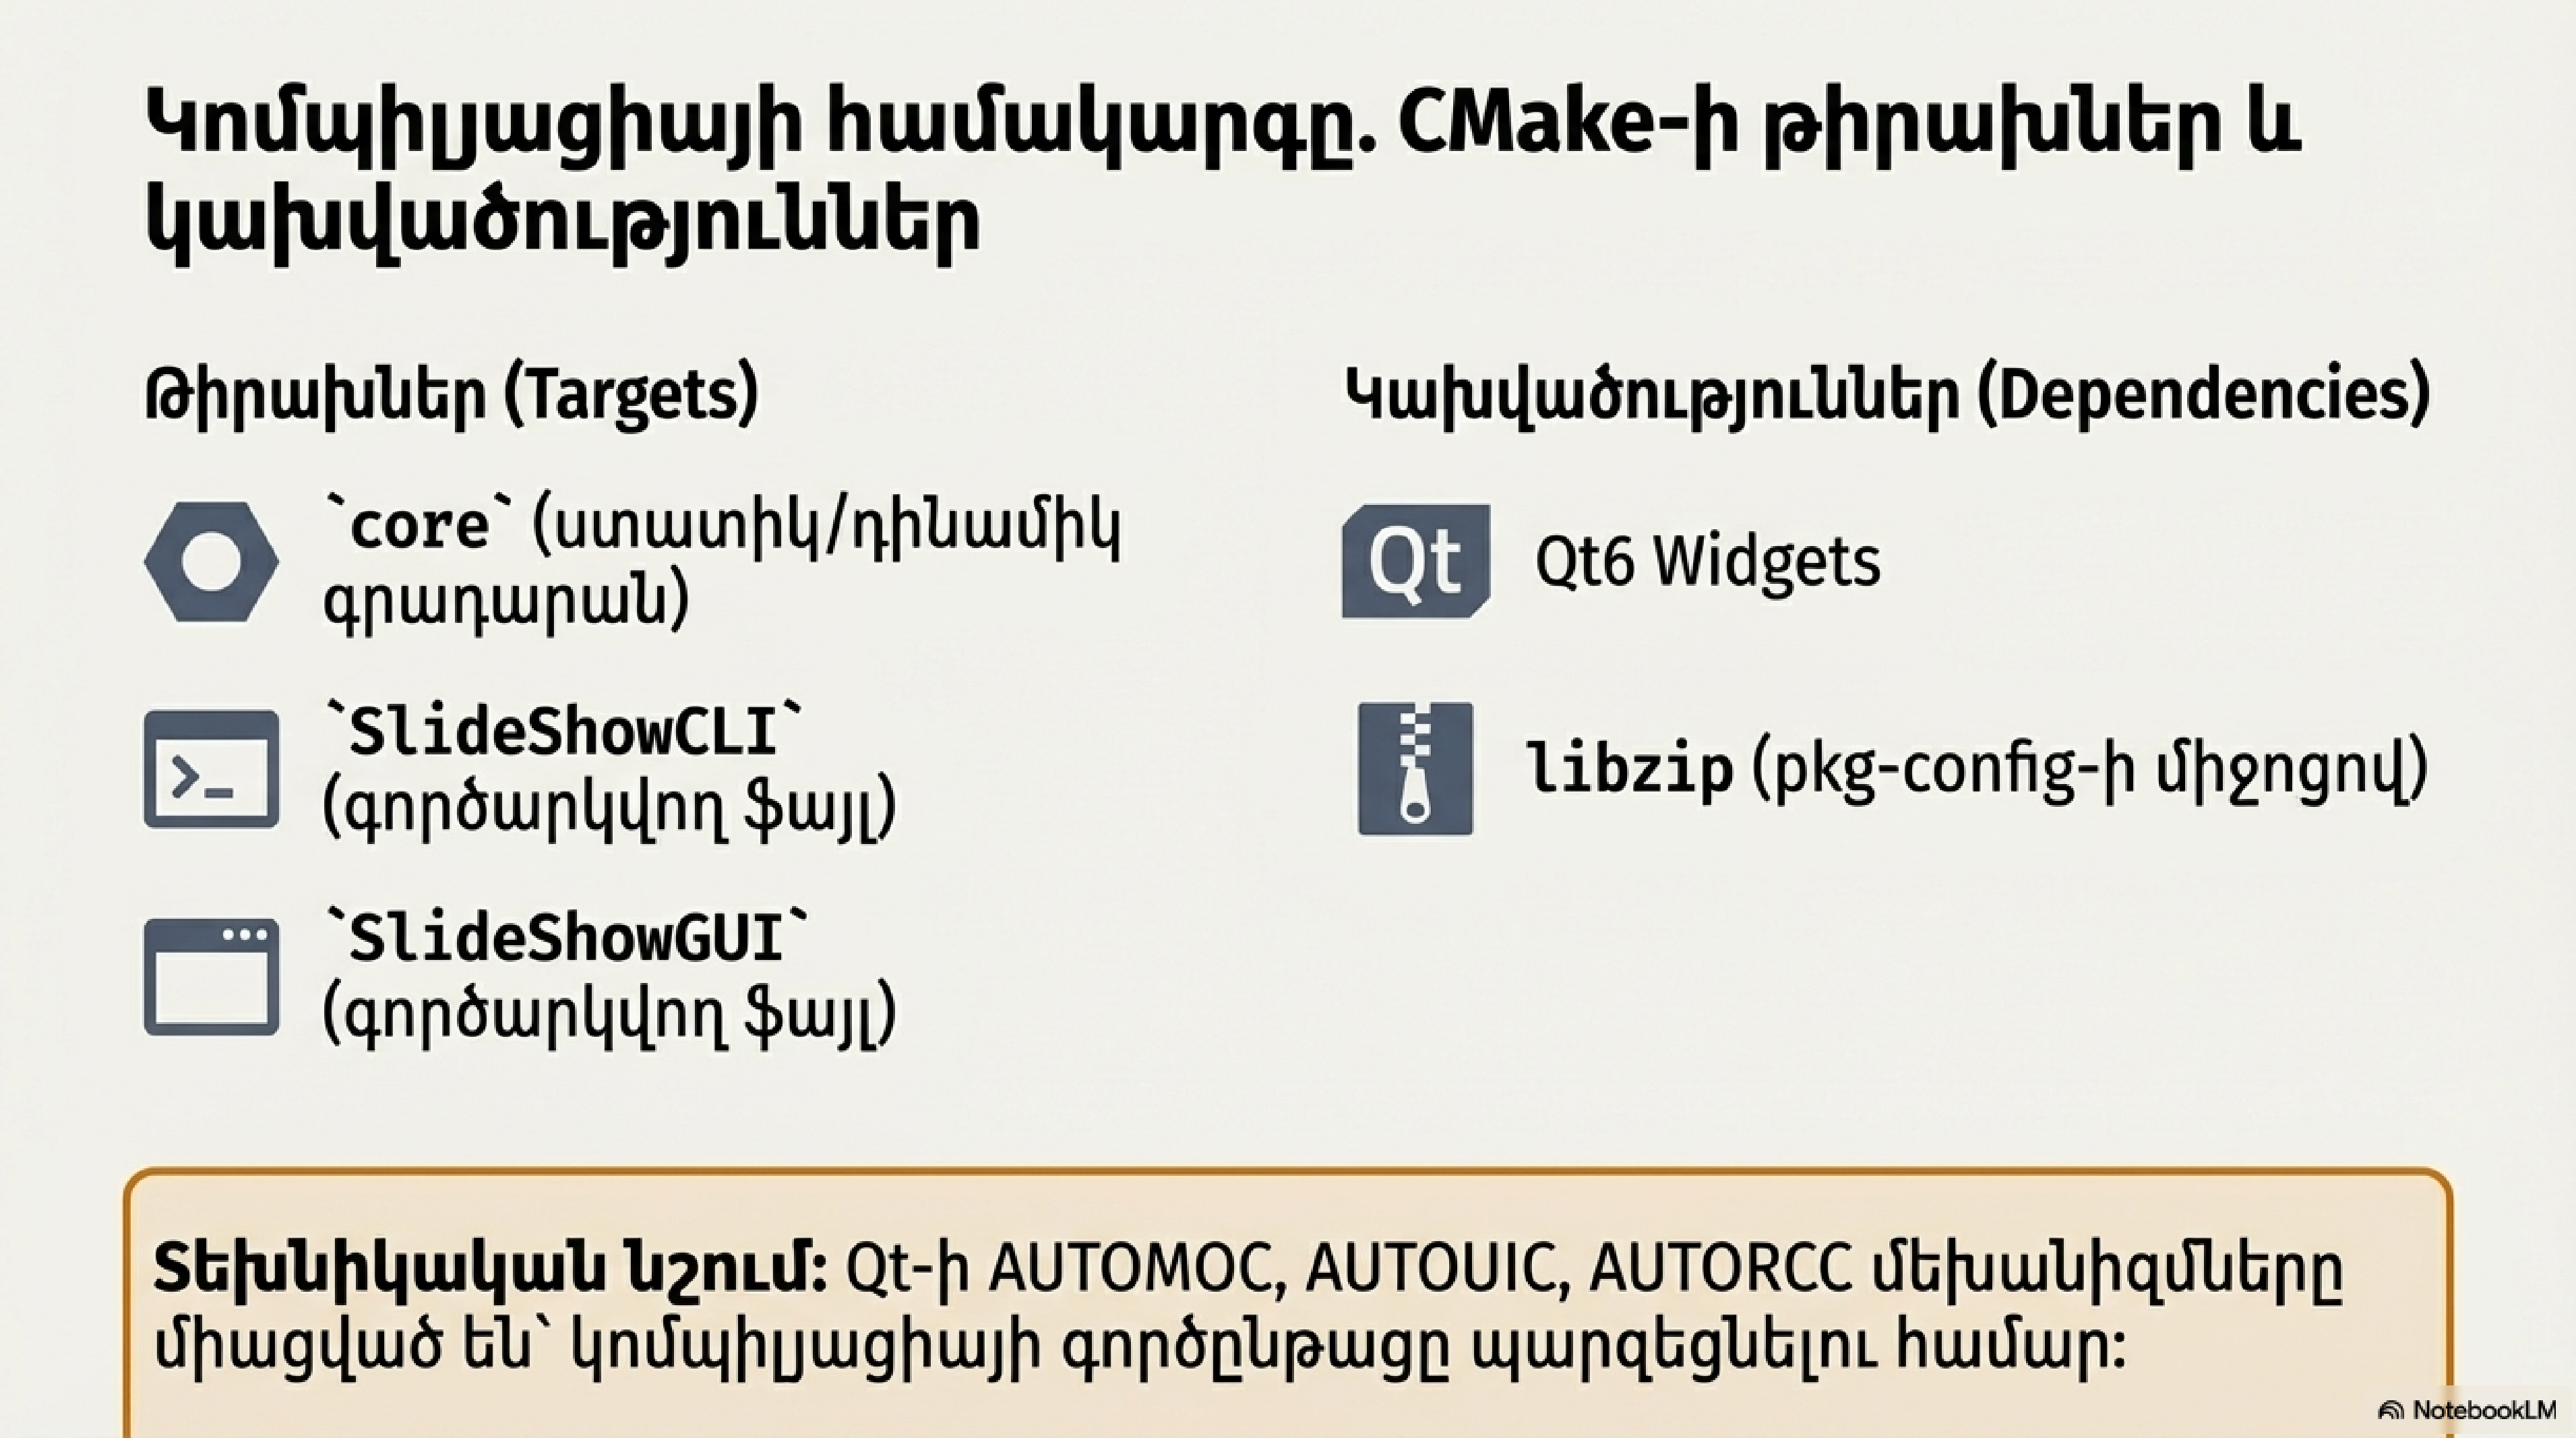 Կոմպիլյացիայի համակարգը. CMake-ի թիրախներ և
կախվածություններ
Թիրախներ (Targets)
`core` (ստատիկ/դինամիկ
գրադարան)
`SlideShowCLI`
(գործարկվող ֆայլ)
`SlideShowGUI`
(գործարկվող ֆայլ)
Կախվածություններ (Dependencies)
Qt
Qt6 Widgets
libzip (pkg-config-ի միջոցով)
Տեխնիկական նշում: Qt-ի AUTOMOC, AUTOUIC, AUTORCC մեխանիզմները
միացված են` կոմպիլյացիայի գործընթացը պարզեցնելու համար:
NotebookLM